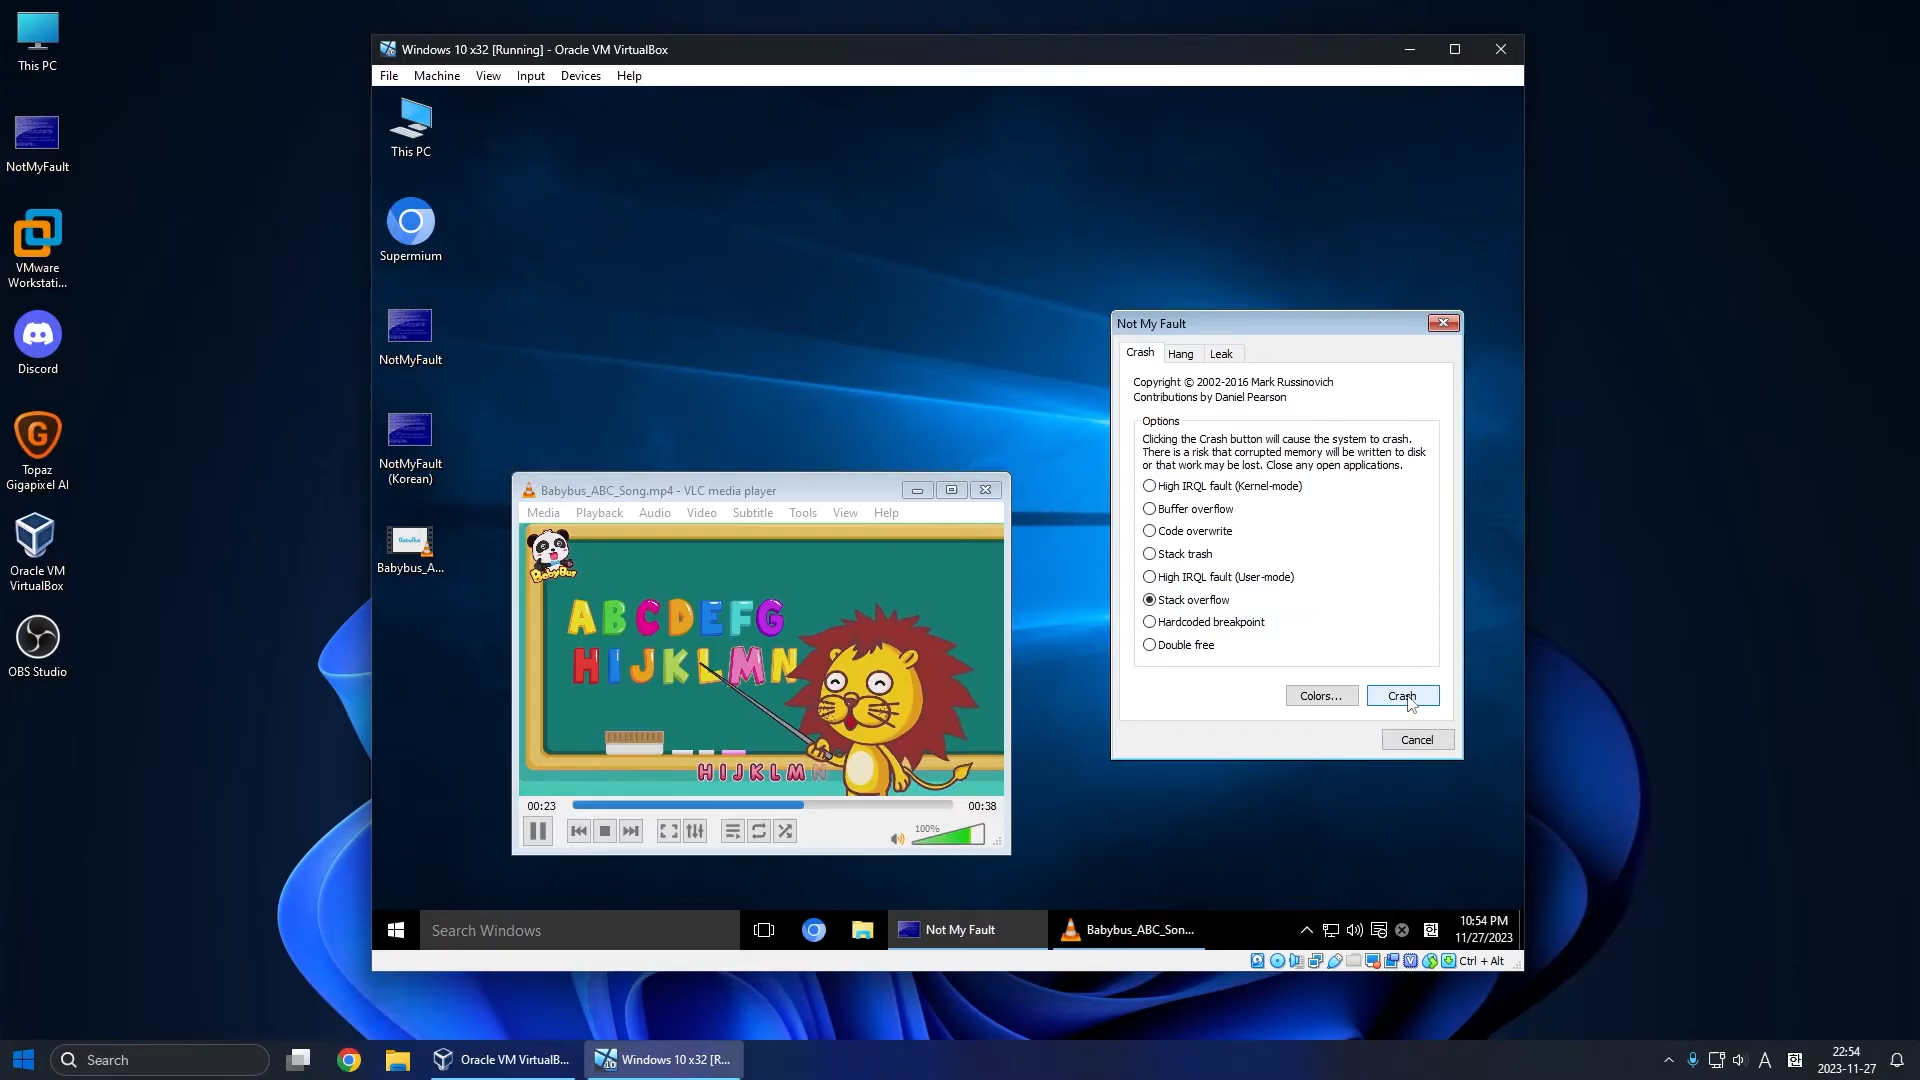 This PC
NotMyFault
VMware
Workstati...
Discord
Topaz
Gigapixel AI
Oracle VM
VirtualBox
OBS Studio
Windows 10 x32 [Running] - Oracle VM VirtualBox
File Machine View Input Devices Help
This PC
Supermium
NotMyFault
NotMyFault
(Korean)
Babybus_A...
Babybus_ABC_Song.mp4 - VLC media player
Media Playback Audio Video Subtitle Tools View Help
BabyBus
ABCDEFG
HIJKLMN
HIJKLMN
00:23
00:38
100%
Not My Fault
Crash Hang Leak
Copyright © 2002-2016 Mark Russinovich
Contributions by Daniel Pearson
Options
Clicking the Crash button will cause the system to crash.
There is a risk that corrupted memory will be written to disk
or that work may be lost. Close any open applications.
High IRQL fault (Kernel-mode)
Buffer overflow
Code overwrite
Stack trash
High IRQL fault (User-mode)
Stack overflow
Hardcoded breakpoint
Double free
Colors... Crash
Cancel
Search Windows
Not My Fault
Babybus_ABC_Son...
10:54 PM
11/27/2023
Ctrl + Alt
Search
Oracle VM VirtualB...
Windows 10 x32 [R...
A
22:54
2023-11-27